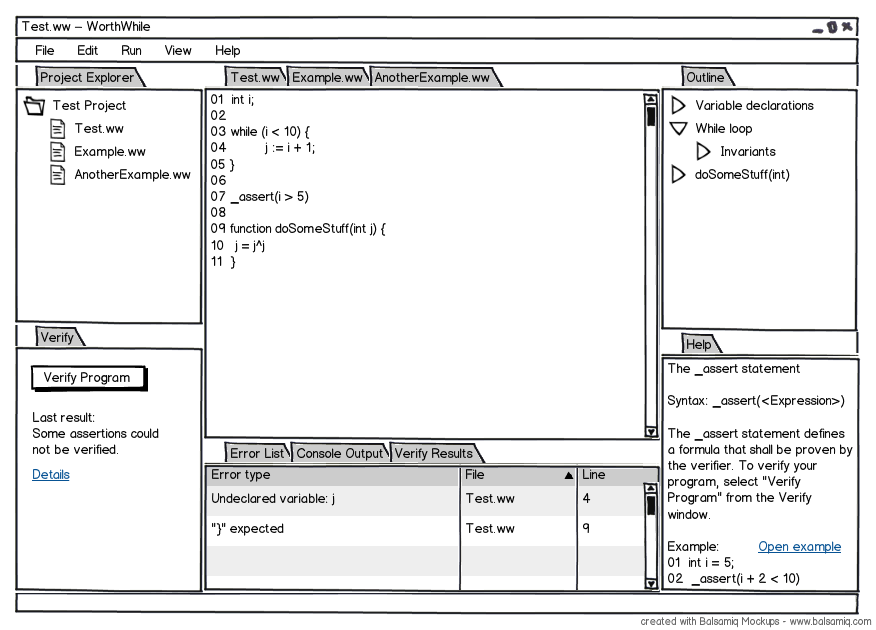 Test.ww – WorthWhile
File Edit Run View Help
Project Explorer
Test Project
Test.ww
Example.ww
AnotherExample.ww
Verify
Verify Program
Last result:
Some assertions could
not be verified.
Details
Test.ww Example.ww AnotherExample.ww
01 int i;
02
03 while (i < 10) {
04 j := i + 1;
05 }
06
07 _assert(i > 5)
08
09 function doSomeStuff(int j) {
10 j = j^j
11 }
Error List Console Output Verify Results
Error type File Line
Undeclared variable: j Test.ww 4
"}" expected Test.ww 9
Outline
Variable declarations
While loop
Invariants
doSomeStuff(int)
Help
The _assert statement
Syntax: _assert(<Expression>)
The _assert statement defines
a formula that shall be proven by
the verifier. To verify your
program, select "Verify
Program" from the Verify
window.
Example: Open example
01 int i = 5;
02 _assert(i + 2 < 10)
created with Balsamiq Mockups - www.balsamiq.com